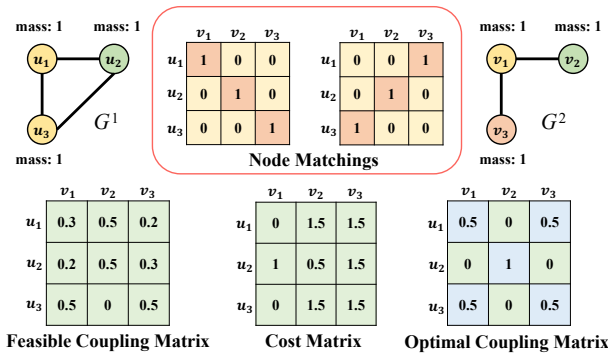 mass: 1 mass: 1
u₁ u₂
u₃
G¹
mass: 1
v₁ v₂ v₃
u₁ 1 0 0
u₂ 0 1 0
u₃ 0 0 1
v₁ v₂ v₃
u₁ 0 0 1
u₂ 0 1 0
u₃ 1 0 0
Node Matchings
mass: 1 mass: 1
v₁ v₂
v₃
G²
mass: 1
v₁ v₂ v₃
u₁ 0.3 0.5 0.2
u₂ 0.2 0.5 0.3
u₃ 0.5 0 0.5
Feasible Coupling Matrix
v₁ v₂ v₃
u₁ 0 1.5 1.5
u₂ 1 0.5 1.5
u₃ 0 1.5 1.5
Cost Matrix
v₁ v₂ v₃
u₁ 0.5 0 0.5
u₂ 0 1 0
u₃ 0.5 0 0.5
Optimal Coupling Matrix